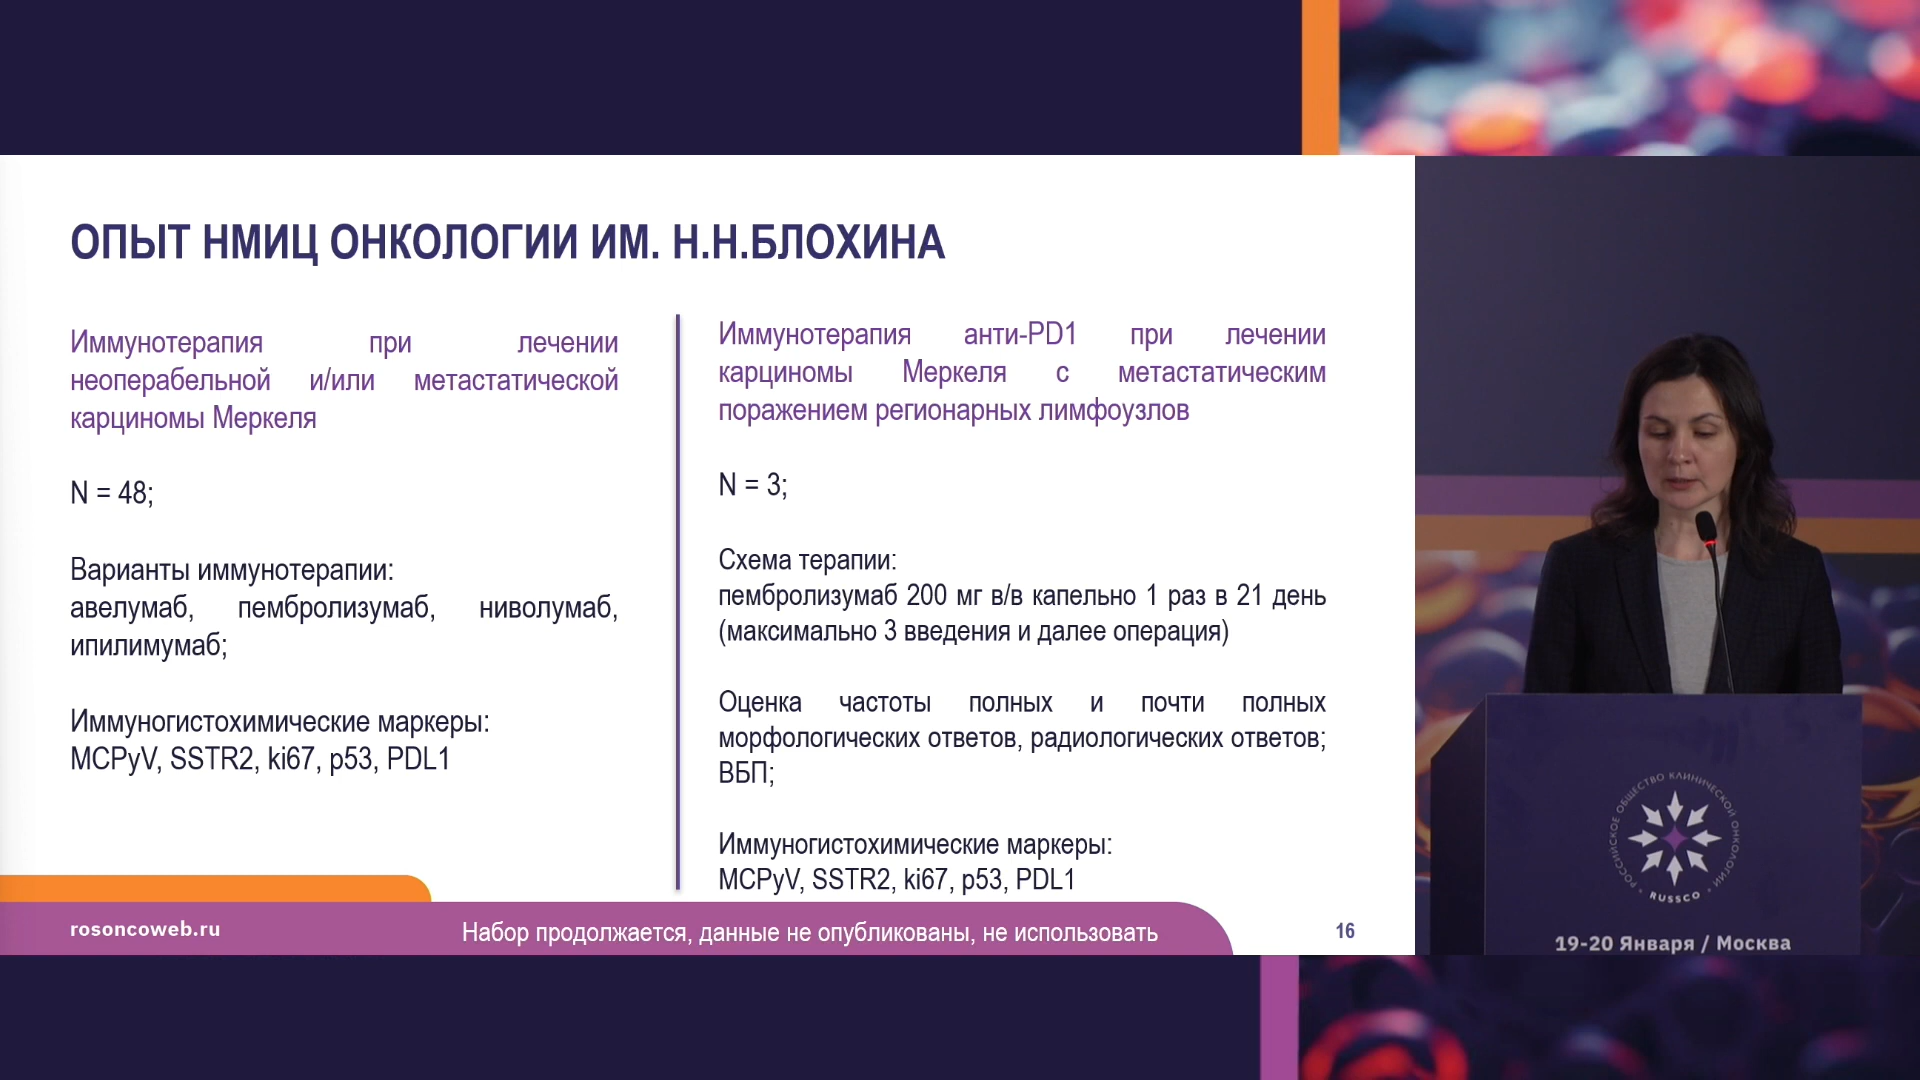 ОПЫТ НМИЦ ОНКОЛОГИИ ИМ. Н.Н.БЛОХИНА
Иммунотерапия при лечении
неоперабельной и/или метастатической
карциномы Меркеля
N = 48;
Варианты иммунотерапии:
авелумаб, пембролизумаб, ниволумаб,
ипилимумаб;
Иммуногистохимические маркеры:
MCPyV, SSTR2, ki67, p53, PDL1
Иммунотерапия анти-PD1 при лечении
карциномы Меркеля с метастатическим
поражением регионарных лимфоузлов
N = 3;
Схема терапии:
пембролизумаб 200 мг в/в капельно 1 раз в 21 день
(максимально 3 введения и далее операция)
Оценка частоты полных и почти полных
морфологических ответов, радиологических ответов;
ВБП;
Иммуногистохимические маркеры:
MCPyV, SSTR2, ki67, p53, PDL1
rosoncoweb.ru
Набор продолжается, данные не опубликованы, не использовать
16
РОССИЙСКОЕ ОБЩЕСТВО КЛИНИЧЕСКОЙ ОНКОЛОГИИ
RUSSCO
19-20 Января / Москва